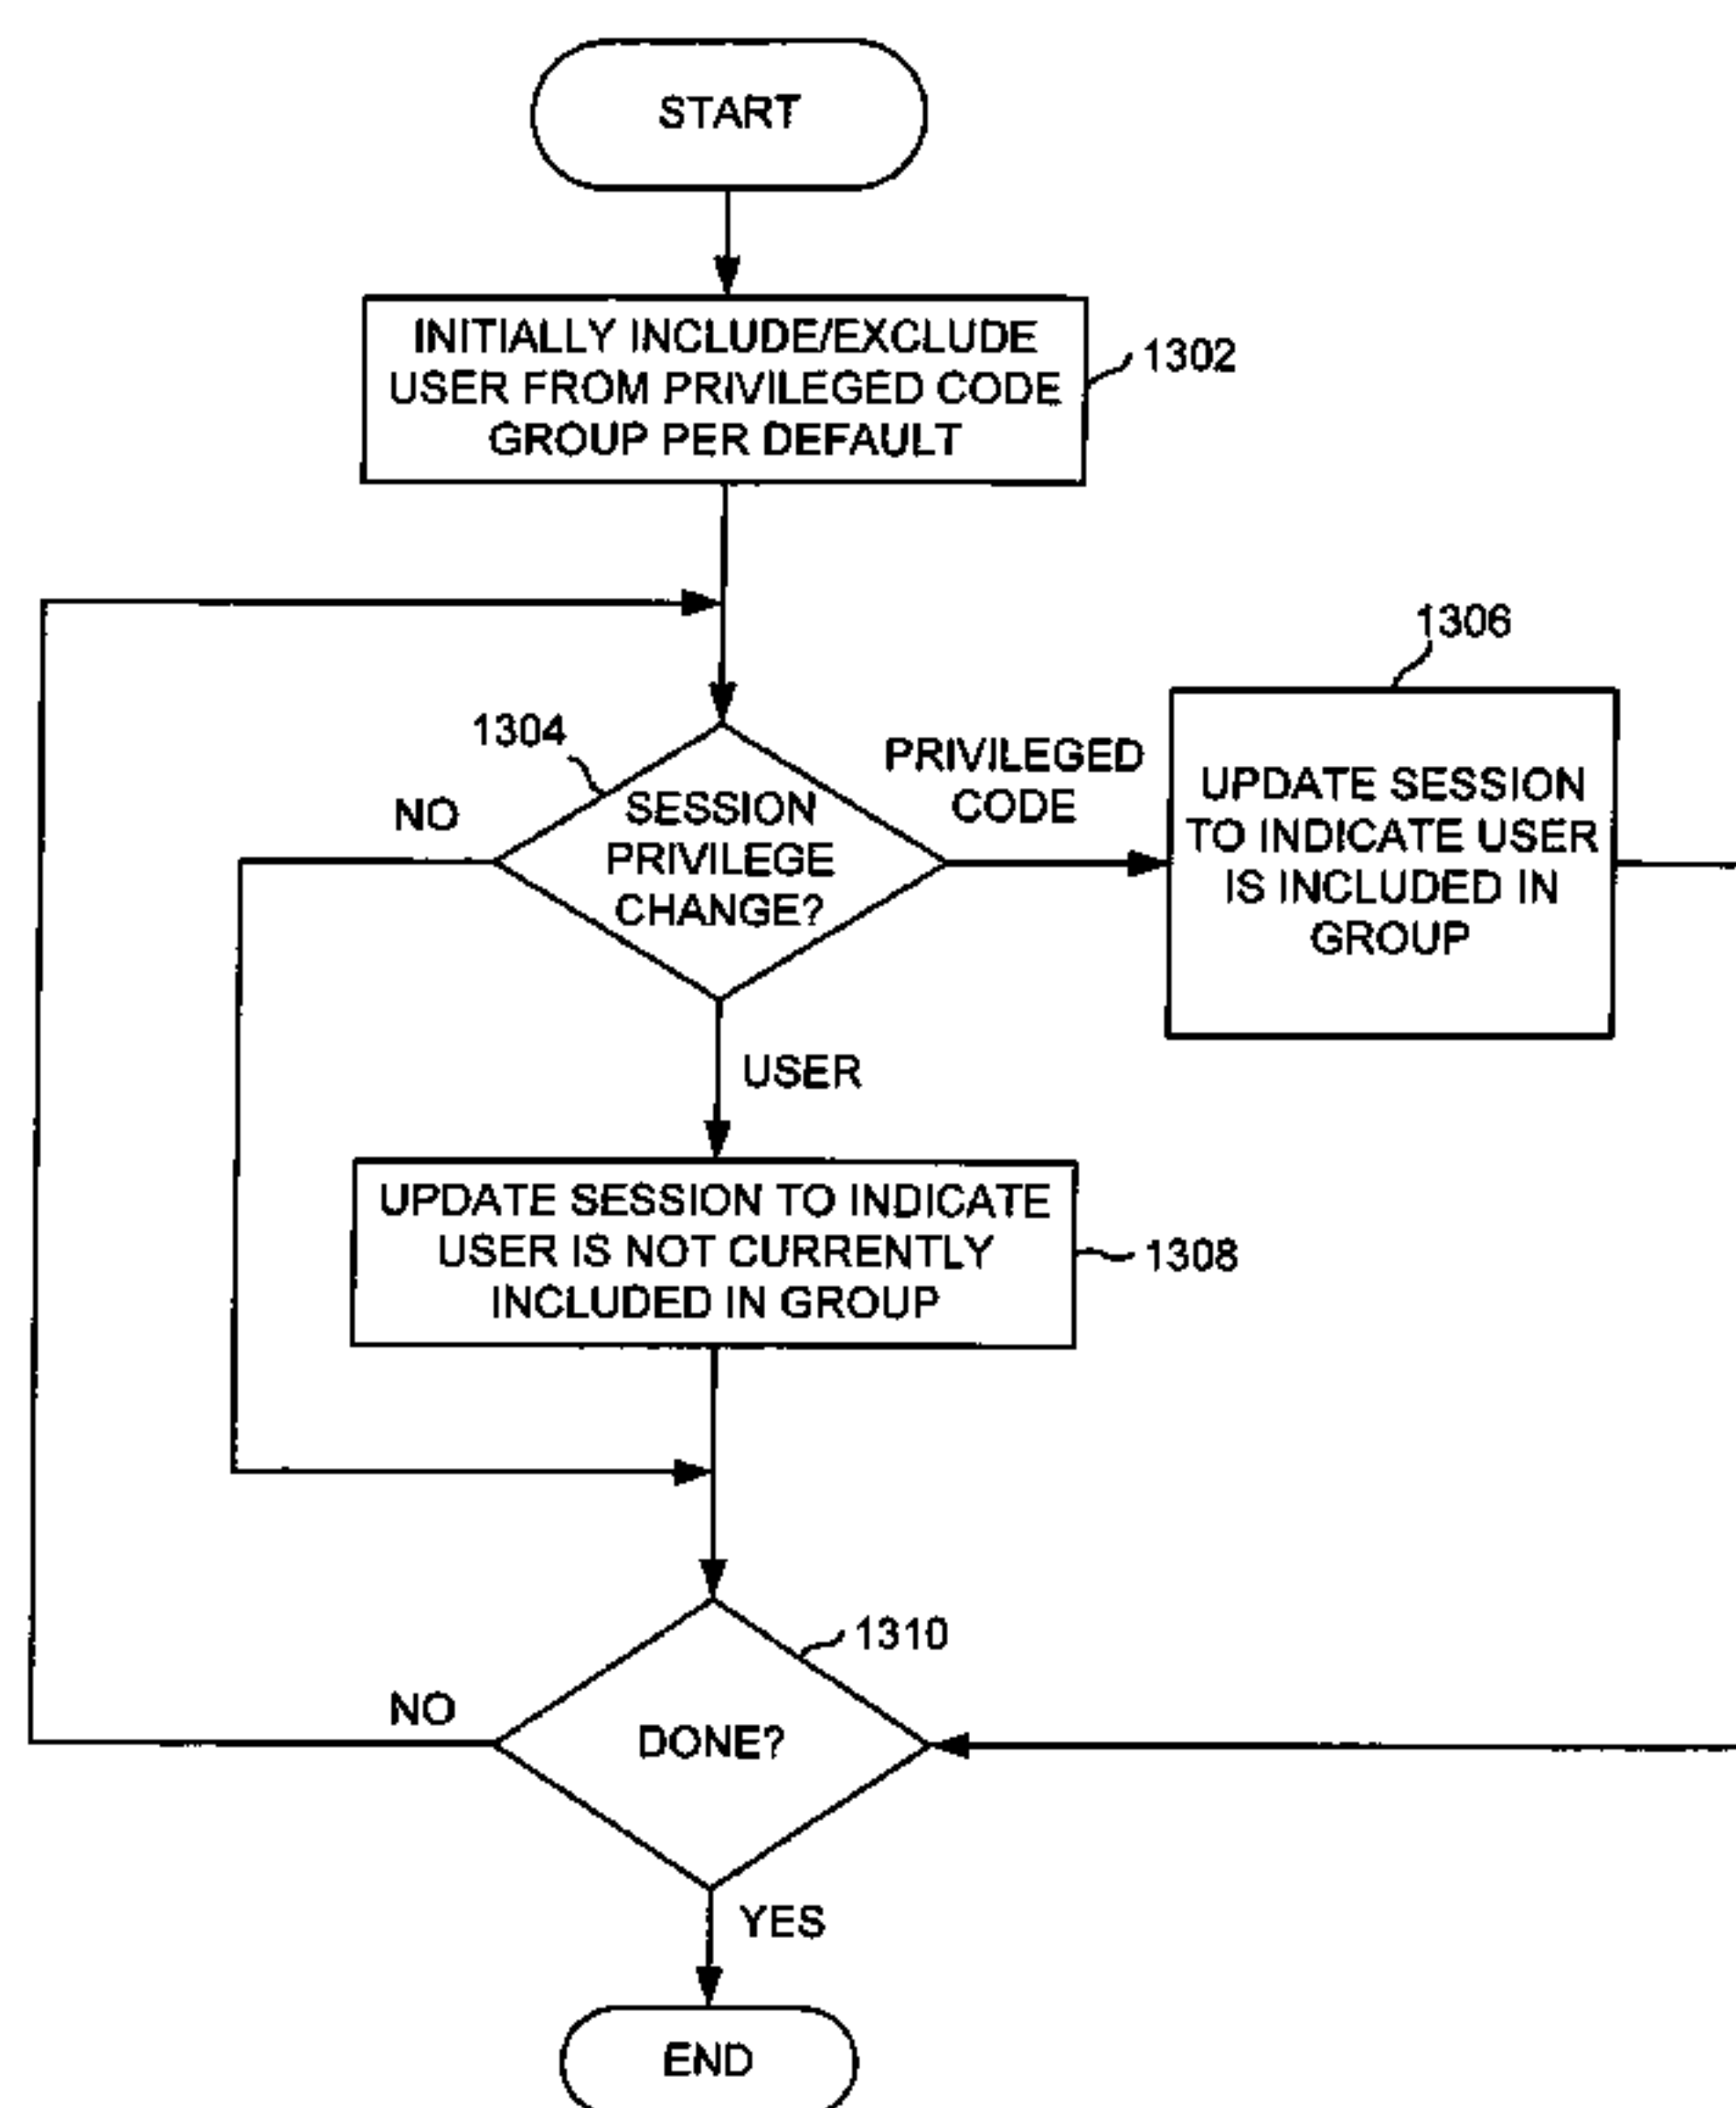 START
INITIALLY INCLUDE/EXCLUDE
USER FROM PRIVILEGED CODE
GROUP PER DEFAULT
1302
1306
1304
PRIVILEGED
CODE
NO
SESSION
PRIVILEGE
CHANGE?
UPDATE SESSION
TO INDICATE USER
IS INCLUDED IN
GROUP
USER
UPDATE SESSION TO INDICATE
USER IS NOT CURRENTLY
INCLUDED IN GROUP
1308
1310
NO
DONE?
YES
END